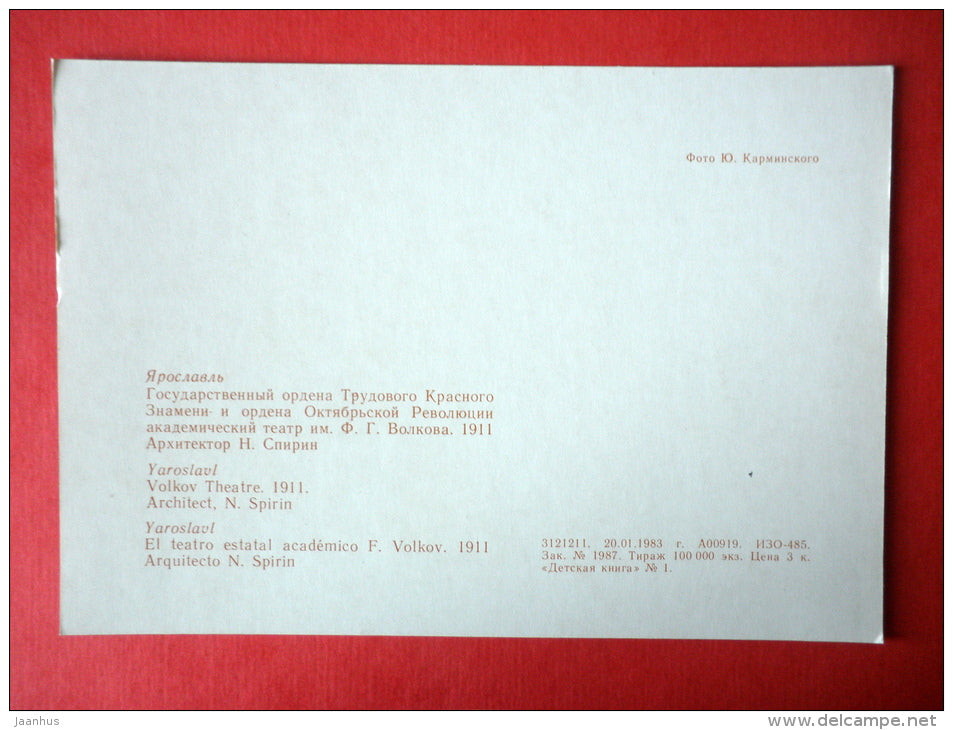 Фото Ю. Карминского
Ярославль
Государственный ордена Трудового Красного
Знамени и ордена Октябрьской Революции
академический театр им. Ф. Г. Волкова. 1911
Архитектор Н. Спирин
Yaroslavl
Volkov Theatre. 1911.
Architect, N. Spirin
Yaroslavl
El teatro estatal académico F. Volkov. 1911
Arquitecto N. Spirin
3121211, 20.01.1983 г. А00919. ИЗО-485.
Зак. № 1987. Тираж 100 000 экз. Цена 3 к.
«Детская книга» № 1.
jaanhus
www.delcampe.net